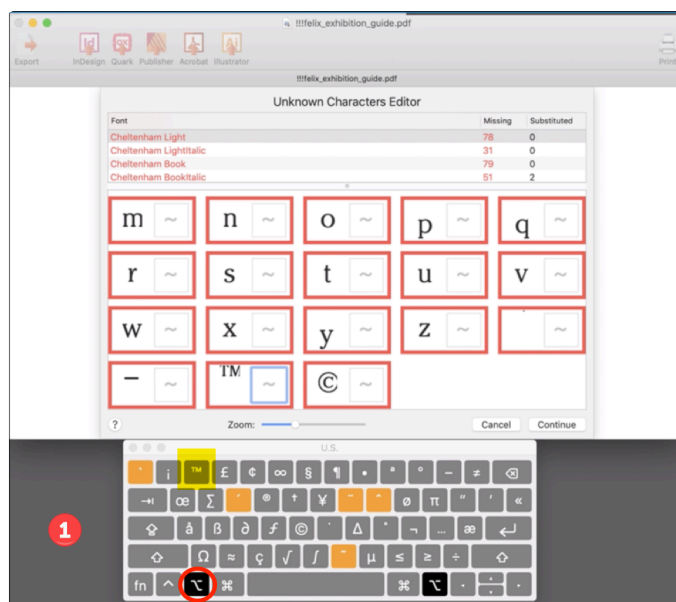 !!!felix_exhibition_guide.pdf
Export InDesign Quark Publisher Acrobat Illustrator Print
!!!felix_exhibition_guide.pdf
Unknown Characters Editor
Font Missing Substituted
Cheltenham Light 78 0
Cheltenham LightItalic 31 0
Cheltenham Book 79 0
Cheltenham BookItalic 51 2
m ~ n ~ o ~ p ~ q ~
r ~ s ~ t ~ u ~ v ~
w ~ x ~ y ~ z ~ ~
– ~ ™ ~ © ~
? Zoom: Cancel Continue
U.S.
` ¡ ™ £ ¢ ∞ § ¶ • ª º – ≠ ⌫
⇥ œ ∑ ´ ® † ¥ ¨ ˆ ø π “ ‘ «
1 ⇪ å ß ∂ ƒ © ˙ ∆ ˚ ¬ … æ ↵
⇧ Ω ≈ ç √ ∫ ˜ µ ≤ ≥ ÷ ⇧
fn ^ ⌥ ⌘ ⌘ ⌥